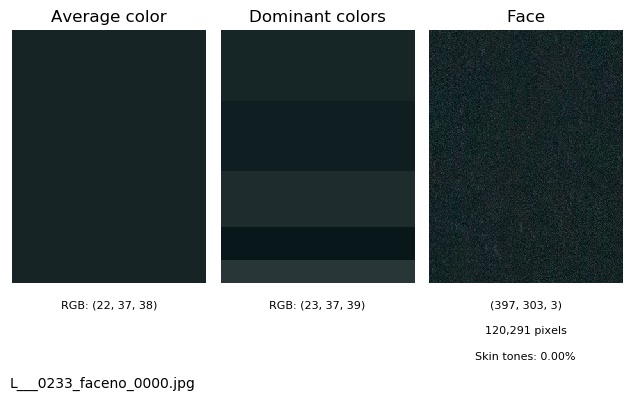 Average color
Dominant colors
Face
RGB: (22, 37, 38)
RGB: (23, 37, 39)
(397, 303, 3)
120,291 pixels
Skin tones: 0.00%
L___0233_faceno_0000.jpg